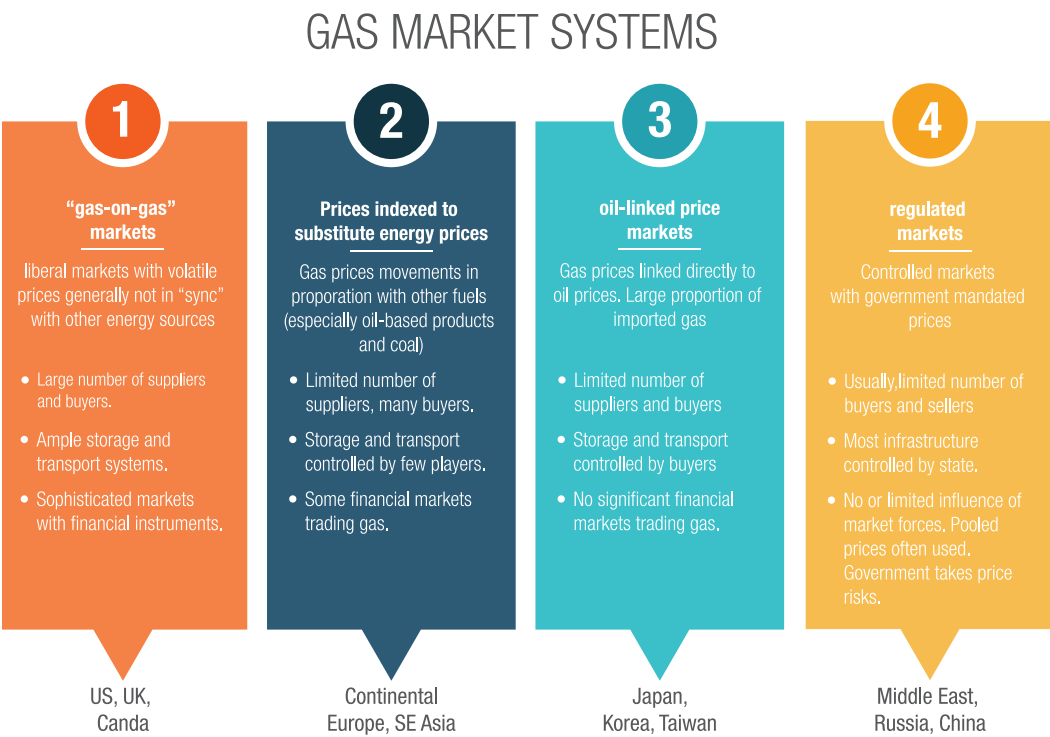 GAS MARKET SYSTEMS
1
“gas-on-gas”
markets
liberal markets with volatile
prices generally not in “sync”
with other energy sources
• Large number of suppliers
and buyers.
• Ample storage and
transport systems.
• Sophisticated markets
with financial instruments.
US, UK,
Canda
2
Prices indexed to
substitute energy prices
Gas prices movements in
proporation with other fuels
(especially oil-based products
and coal)
• Limited number of
suppliers, many buyers.
• Storage and transport
controlled by few players.
• Some financial markets
trading gas.
Continental
Europe, SE Asia
3
oil-linked price
markets
Gas prices linked directly to
oil prices. Large proportion of
imported gas
• Limited number of
suppliers and buyers
• Storage and transport
controlled by buyers
• No significant financial
markets trading gas.
Japan,
Korea, Taiwan
4
regulated
markets
Controlled markets
with government mandated
prices
• Usually,limited number of
buyers and sellers
• Most infrastructure
controlled by state.
• No or limited influence of
market forces. Pooled
prices often used.
Government takes price
risks.
Middle East,
Russia, China